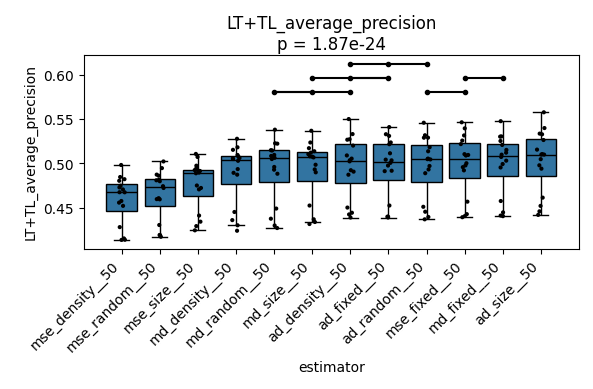 LT+TL_average_precision
p = 1.87e-24
LT+TL_average_precision
0.60
0.55
0.50
0.45
mse_density__50
mse_random__50
mse_size__50
md_density__50
md_random__50
md_size__50
ad_density__50
ad_fixed__50
ad_random__50
mse_fixed__50
md_fixed__50
ad_size__50
estimator